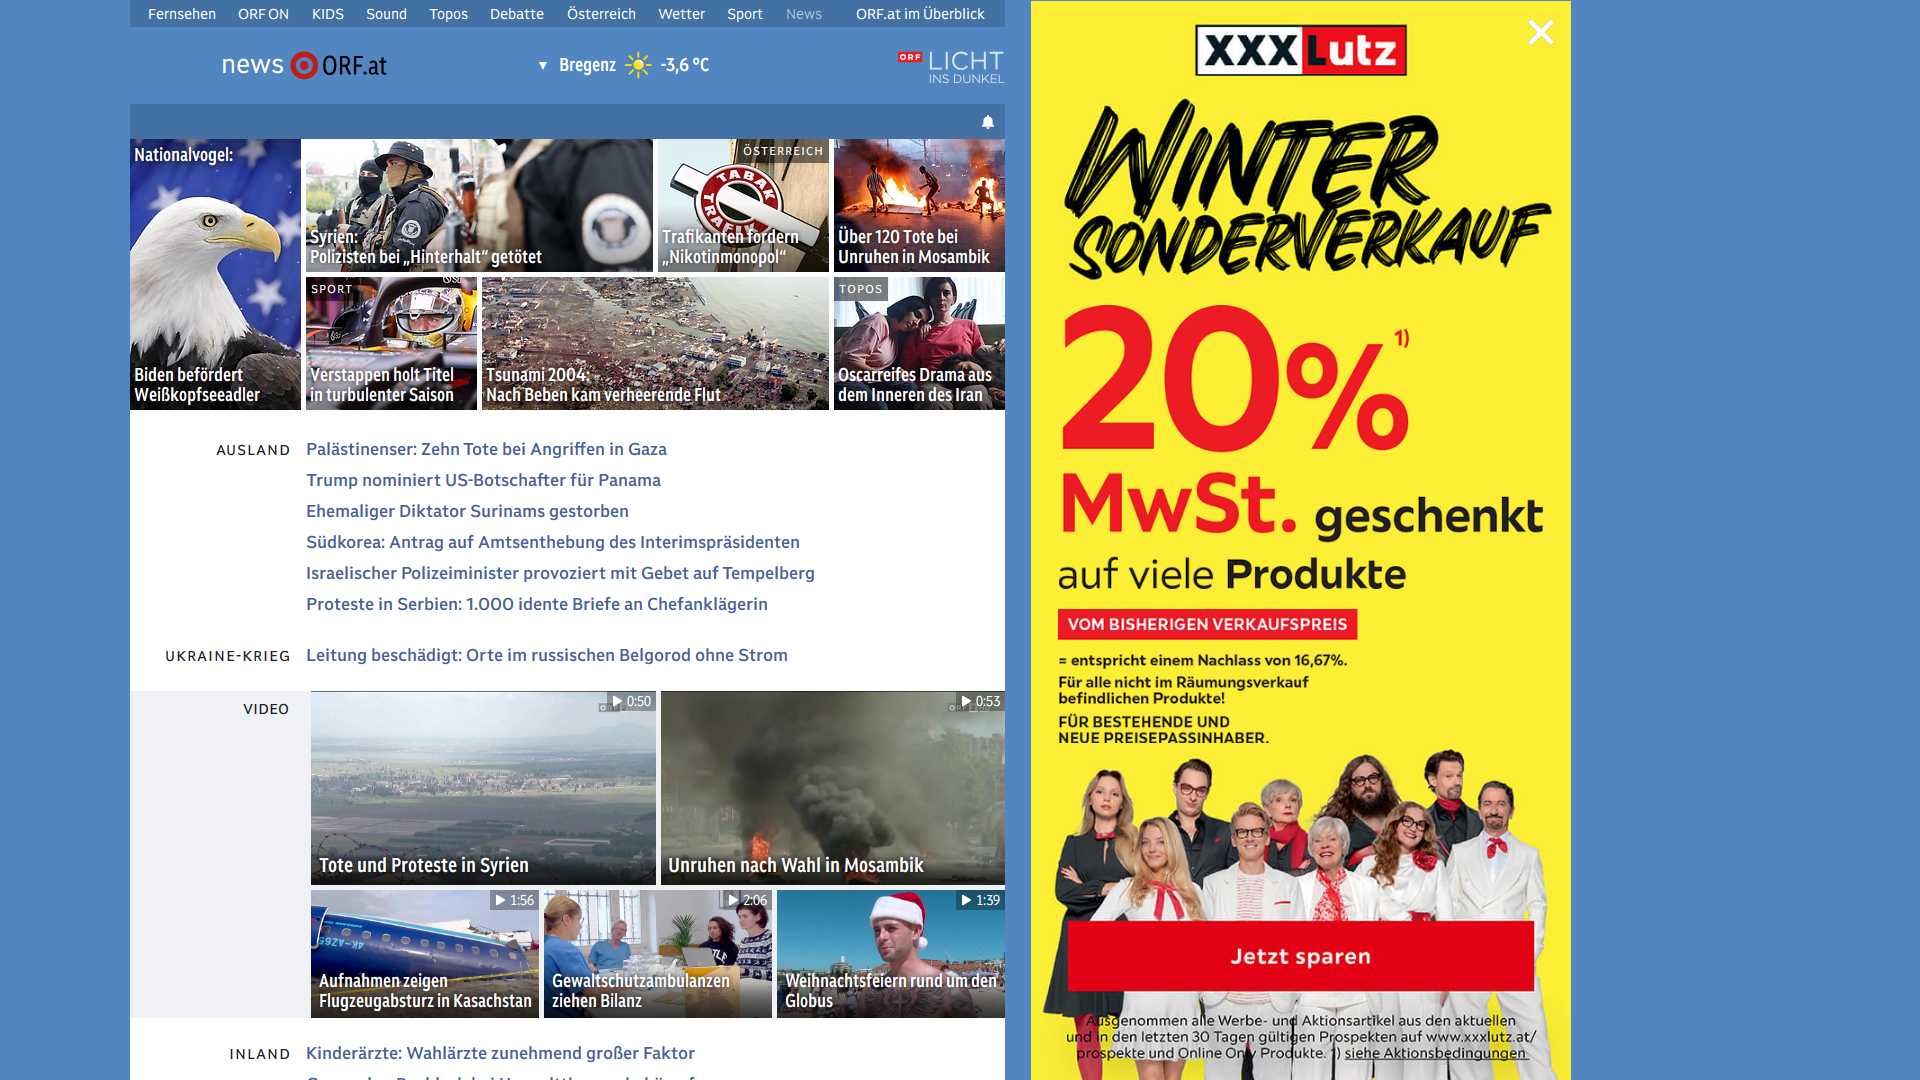 Fernsehen ORF ON KIDS Sound Topos Debatte Österreich Wetter Sport News ORF.at im Überblick
news ORF.at
▼ Bregenz -3,6 °C
ORF LICHT
INS DUNKEL
Nationalvogel:
Biden befördert
Weißkopfseeadler
Syrien:
Polizisten bei „Hinterhalt“ getötet
ÖSTERREICH
TABAK
TRAFIK
Trafikanten fordern
„Nikotinmonopol“
Über 120 Tote bei
Unruhen in Mosambik
SPORT
Verstappen holt Titel
in turbulenter Saison
Tsunami 2004:
Nach Beben kam verheerende Flut
TOPOS
Oscarreifes Drama aus
dem Inneren des Iran
AUSLAND
Palästinenser: Zehn Tote bei Angriffen in Gaza
Trump nominiert US-Botschafter für Panama
Ehemaliger Diktator Surinams gestorben
Südkorea: Antrag auf Amtsenthebung des Interimspräsidenten
Israelischer Polizeiminister provoziert mit Gebet auf Tempelberg
Proteste in Serbien: 1.000 idente Briefe an Chefanklägerin
UKRAINE-KRIEG
Leitung beschädigt: Orte im russischen Belgorod ohne Strom
VIDEO
0:50
Tote und Proteste in Syrien
0:53
Unruhen nach Wahl in Mosambik
1:56
4K-AZ65
Aufnahmen zeigen
Flugzeugabsturz in Kasachstan
2:06
Gewaltschutzambulanzen
ziehen Bilanz
1:39
Weihnachtsfeiern rund um den
Globus
INLAND
Kinderärzte: Wahlärzte zunehmend großer Faktor
XXXLutz
WINTER
SONDERVERKAUF
20% 1)
MwSt. geschenkt
auf viele Produkte
VOM BISHERIGEN VERKAUFSPREIS
= entspricht einem Nachlass von 16,67%.
Für alle nicht im Räumungsverkauf
befindlichen Produkte!
FÜR BESTEHENDE UND
NEUE PREISEPASSINHABER.
Jetzt sparen
Ausgenommen alle Werbe- und Aktionsartikel aus den aktuellen
und in den letzten 30 Tagen gültigen Prospekten auf www.xxxlutz.at/
prospekte und Online Only Produkte. 1) siehe Aktionsbedingungen